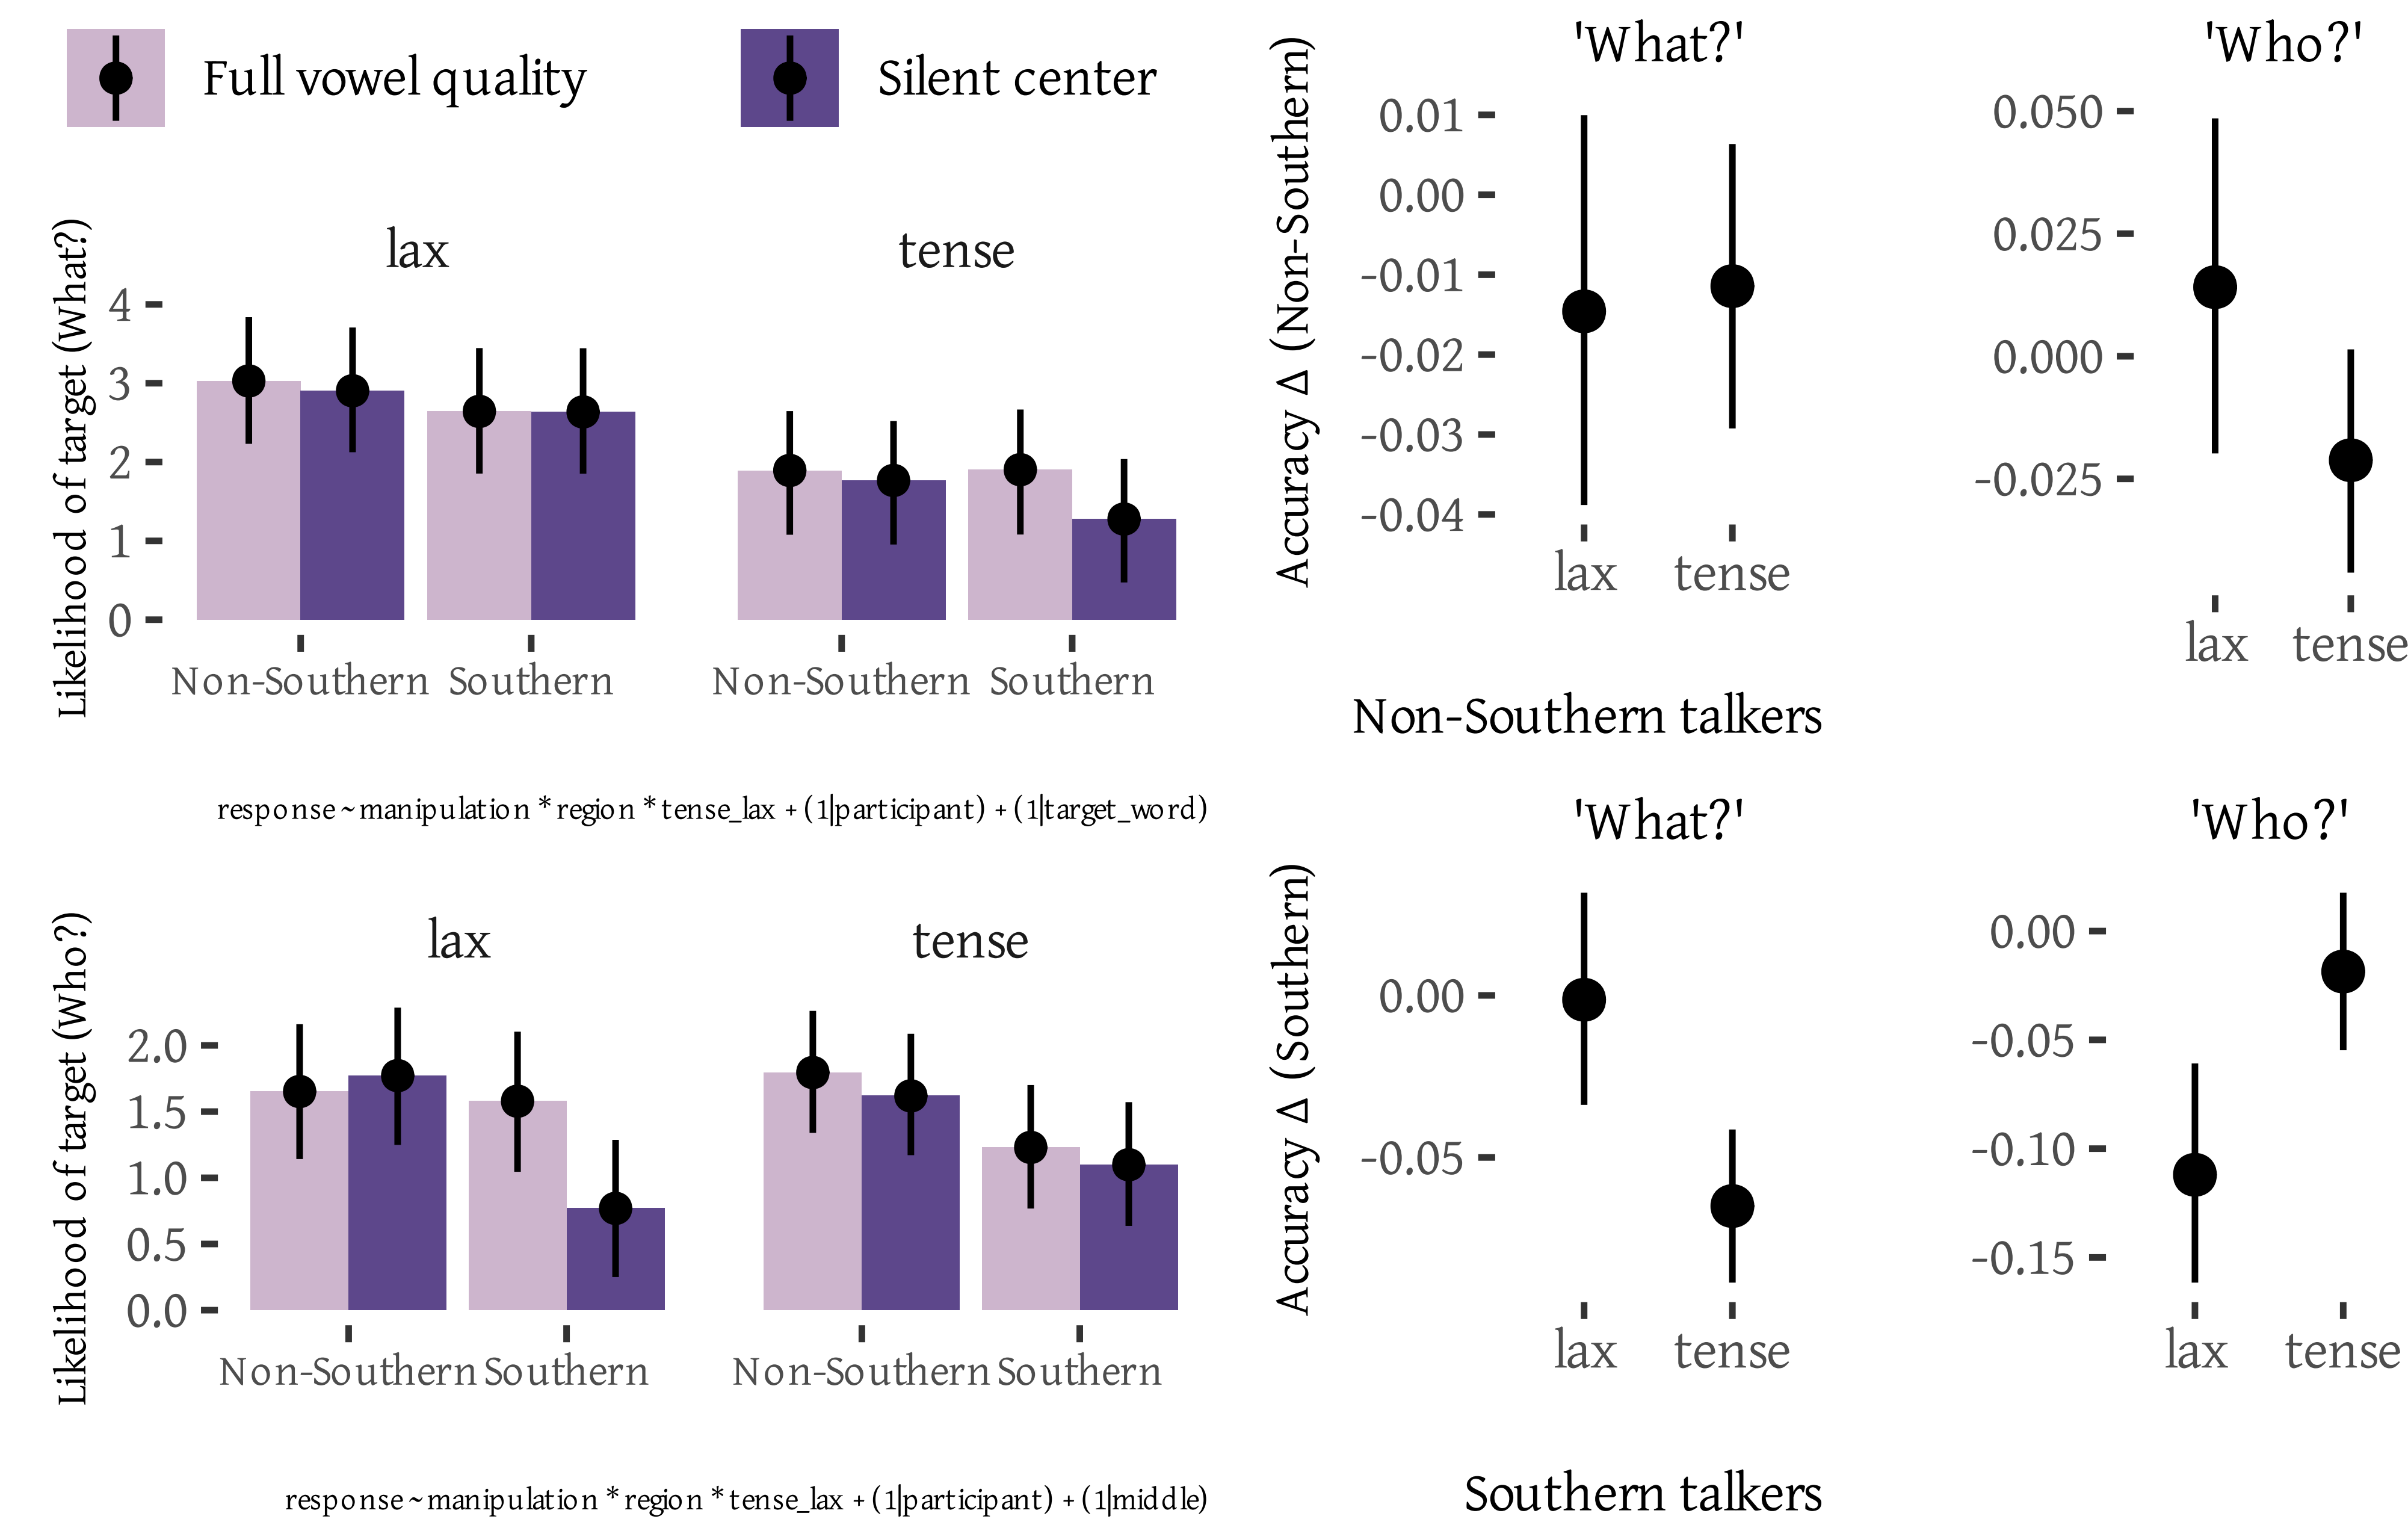 Full vowel quality
Silent center
Likelihood of target (What?)
lax
tense
4
3
2
1
0
Non-Southern
Southern
Non-Southern
Southern
response ~ manipulation * region * tense_lax + (1|participant) + (1|target_word)
Accuracy Δ (Non-Southern)
'What?'
0.01
0.00
-0.01
-0.02
-0.03
-0.04
lax
tense
'Who?'
0.050
0.025
0.000
-0.025
lax
tense
Non-Southern talkers
Likelihood of target (Who?)
lax
tense
2.0
1.5
1.0
0.5
0.0
Non-Southern
Southern
Non-Southern
Southern
response ~ manipulation * region * tense_lax + (1|participant) + (1|middle)
Accuracy Δ (Southern)
'What?'
0.00
-0.05
lax
tense
'Who?'
0.00
-0.05
-0.10
-0.15
lax
tense
Southern talkers